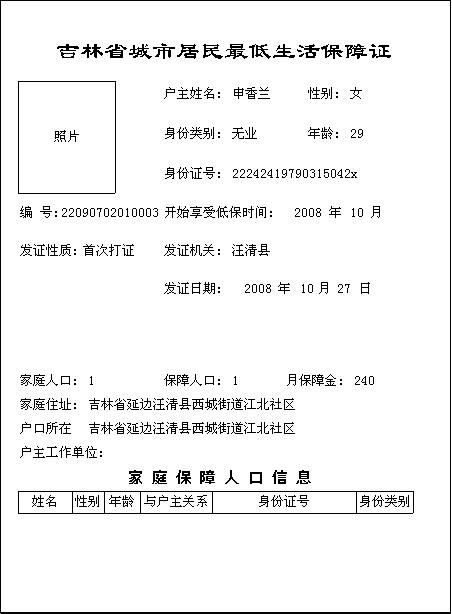 吉林省城市居民最低生活保障证
照片
户主姓名： 申香兰 性别： 女
身份类别： 无业 年龄： 29
身份证号： 22242419790315042x
编 号：22090702010003 开始享受低保时间： 2008 年 10 月
发证性质：首次打证 发证机关： 汪清县
发证日期： 2008 年 10 月 27 日
家庭人口： 1 保障人口： 1 月保障金： 240
家庭住址： 吉林省延边汪清县西城街道江北社区
户口所在 吉林省延边汪清县西城街道江北社区
户主工作单位：
家庭保障人口信息
姓名 性别 年龄 与户主关系 身份证号 身份类别